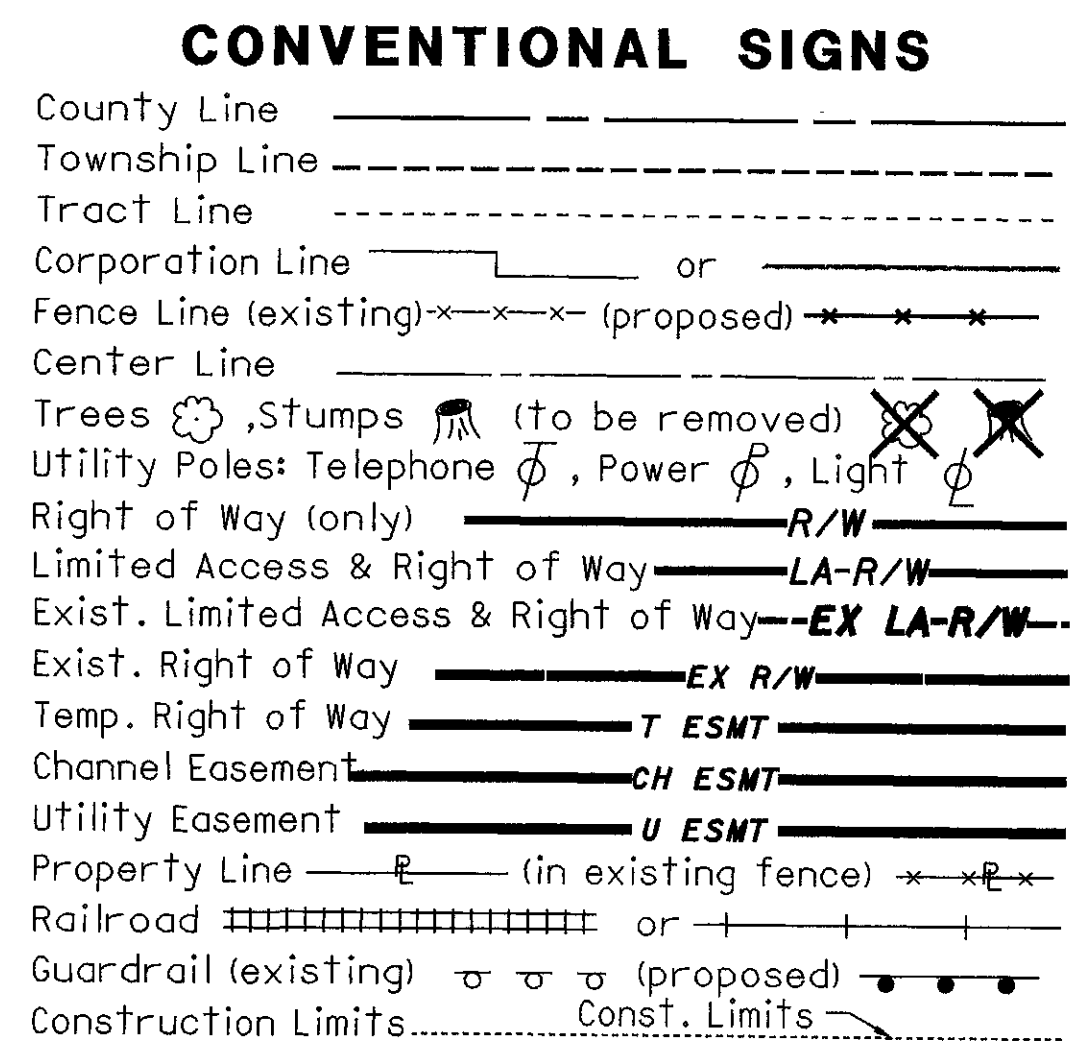 CONVENTIONAL SIGNS
County Line
Township Line
Tract Line
Corporation Line or
Fence Line (existing) (proposed)
Center Line
Trees ,Stumps (to be removed)
Utility Poles: Telephone , Power , Light
Right of Way (only) R/W
Limited Access & Right of Way LA-R/W
Exist. Limited Access & Right of Way EX LA-R/W
Exist. Right of Way EX R/W
Temp. Right of Way T ESMT
Channel Easement CH ESMT
Utility Easement U ESMT
Property Line PL (in existing fence) PL
Railroad or
Guardrail (existing) (proposed)
Construction Limits Const. Limits